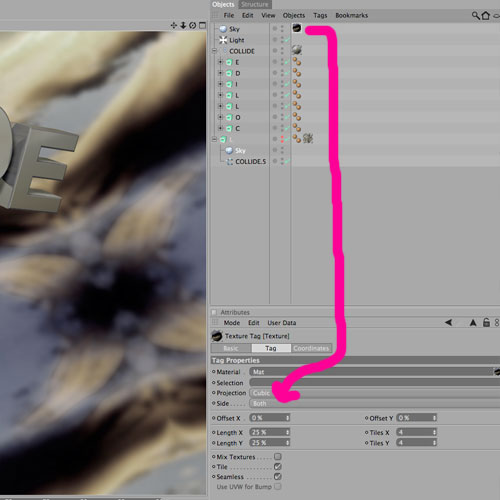 Objects Structure
File Edit View Objects Tags Bookmarks
Sky
Light
COLLIDE
E
D
I
L
L
O
C
Sky
COLLIDE.S
E
Attributes
Mode Edit User Data
Texture Tag [Texture]
Basic Tag Coordinates
Tag Properties
Material . Mat
Selection
Projection Cubic
Side . . . . . Both
Offset X . 0 % Offset Y 0 %
Length X 25 % Tiles X 4
Length Y 25 % Tiles Y 4
Mix Textures
Tile
Seamless
Use UVW for Bump